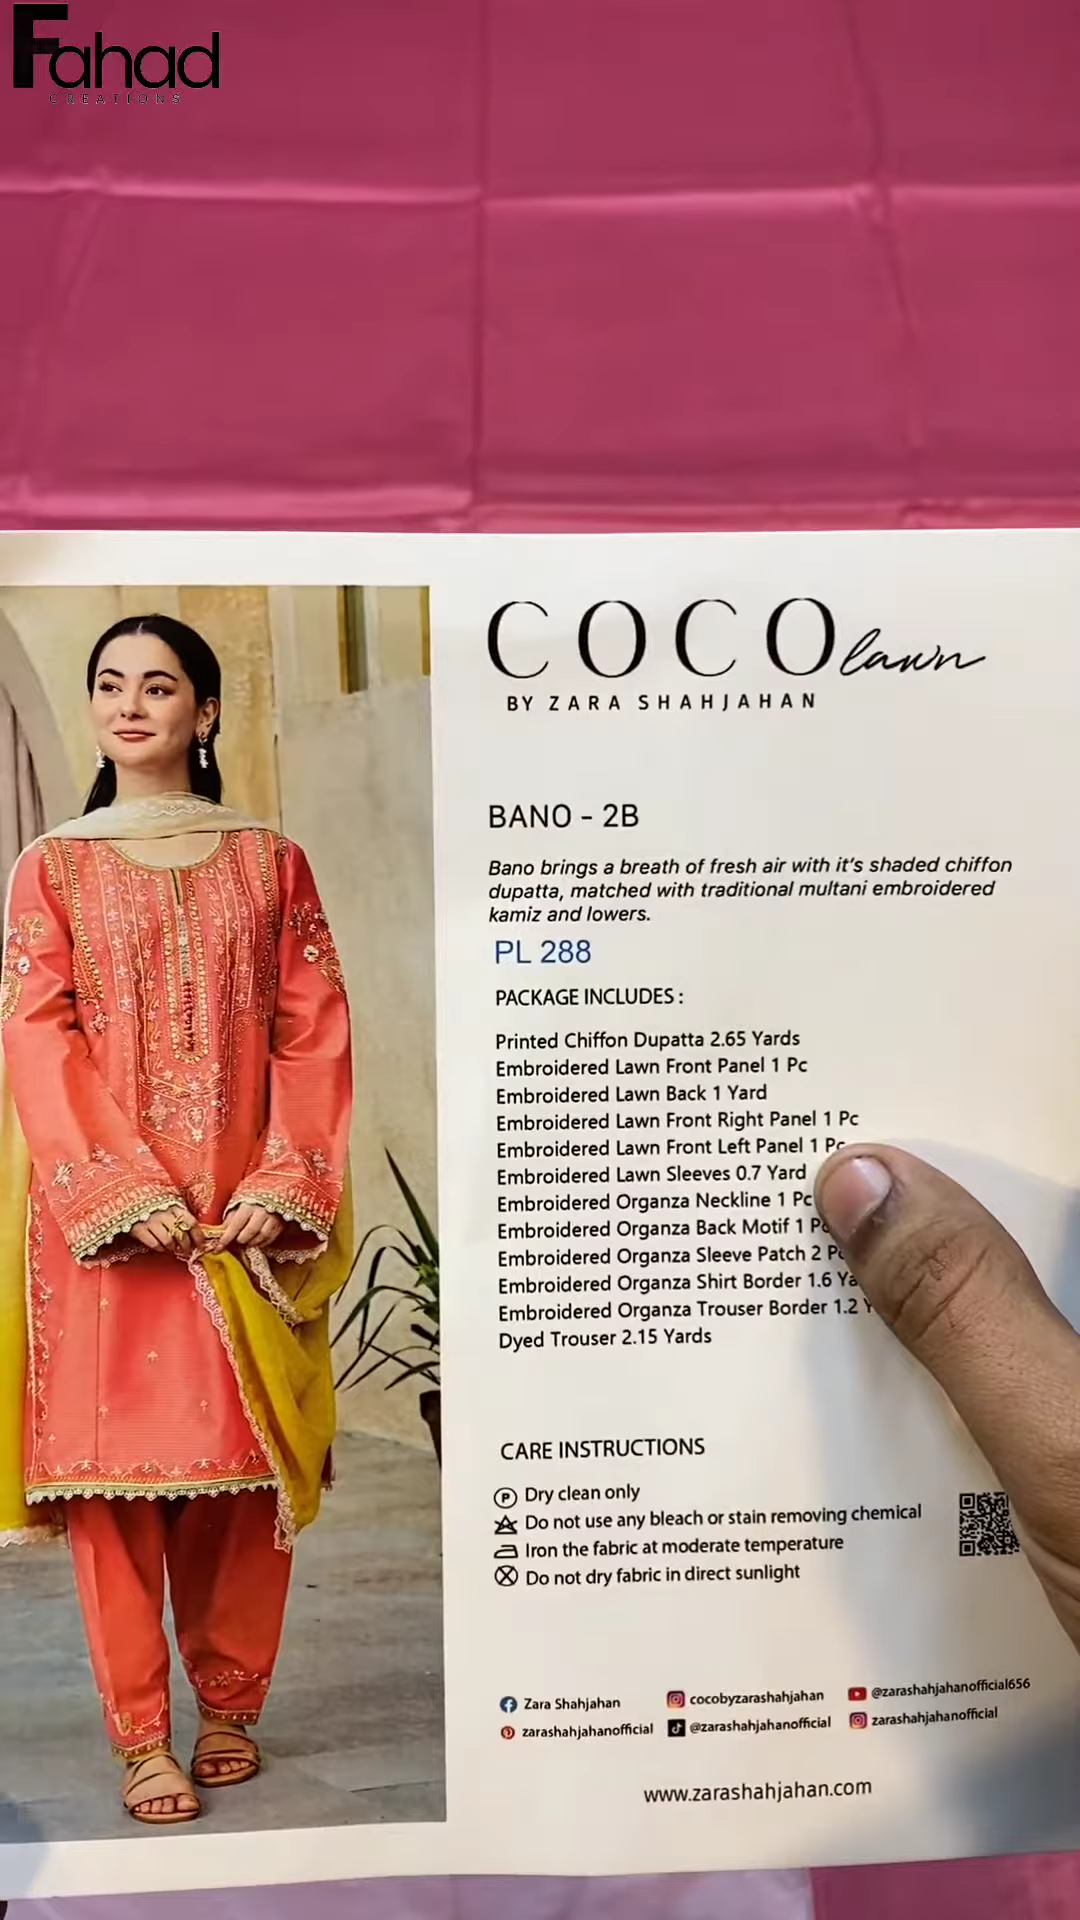 Fahad
CREATIONS
COCO lawn
BY ZARA SHAHJAHAN
BANO - 2B
Bano brings a breath of fresh air with it's shaded chiffon
dupatta, matched with traditional multani embroidered
kamiz and lowers.
PL 288
PACKAGE INCLUDES :
Printed Chiffon Dupatta 2.65 Yards
Embroidered Lawn Front Panel 1 Pc
Embroidered Lawn Back 1 Yard
Embroidered Lawn Front Right Panel 1 Pc
Embroidered Lawn Front Left Panel 1 Pc
Embroidered Lawn Sleeves 0.7 Yard
Embroidered Organza Neckline 1 Pc
Embroidered Organza Back Motif 1
Embroidered Organza Sleeve Patch 2
Embroidered Organza Shirt Border 1.6
Embroidered Organza Trouser Border 1.2
Dyed Trouser 2.15 Yards
CARE INSTRUCTIONS
P Dry clean only
Do not use any bleach or stain removing chemical
Iron the fabric at moderate temperature
Do not dry fabric in direct sunlight
Zara Shahjahan
cocobyzarashahjahan
@zarashahjahanofficial656
zarashahjahanofficial
@zarashahjahanofficial
zarashahjahanofficial
www.zarashahjahan.com